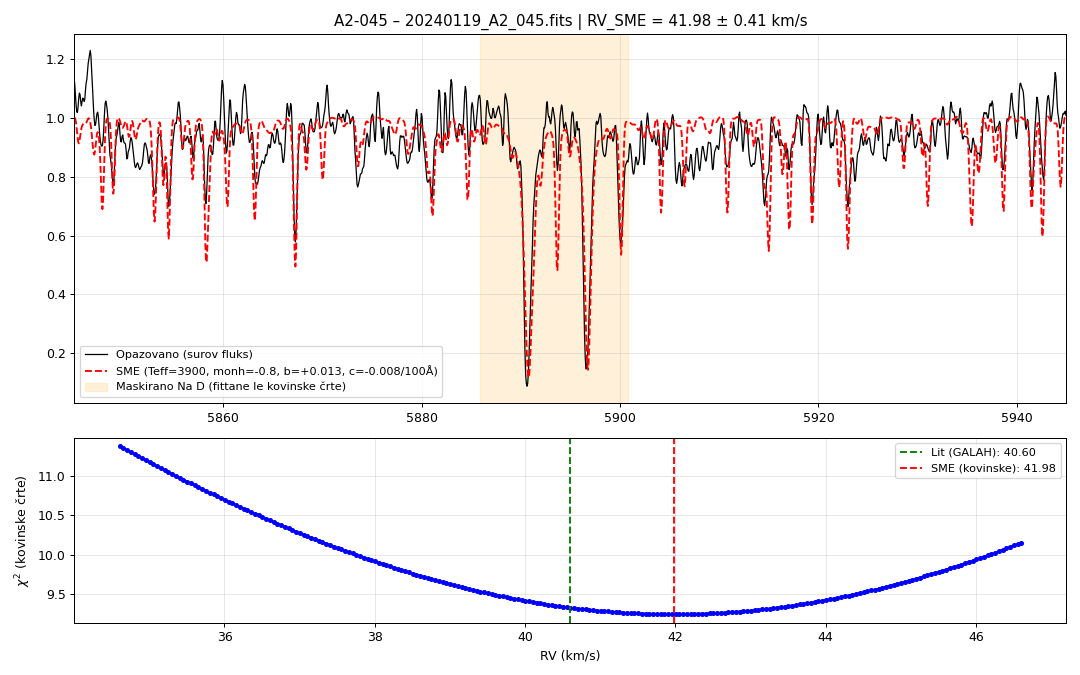 A2-045 – 20240119_A2_045.fits | RV_SME = 41.98 ± 0.41 km/s
1.2
1.0
0.8
0.6
0.4
0.2
Opazovano (surov fluks)
SME (Teff=3900, monh=-0.8, b=+0.013, c=-0.008/100Å)
Maskirano Na D (fittane le kovinske črte)
5860 5880 5900 5920 5940
χ² (kovinske črte)
11.0
10.5
10.0
9.5
Lit (GALAH): 40.60
SME (kovinske): 41.98
36 38 40 42 44 46
RV (km/s)